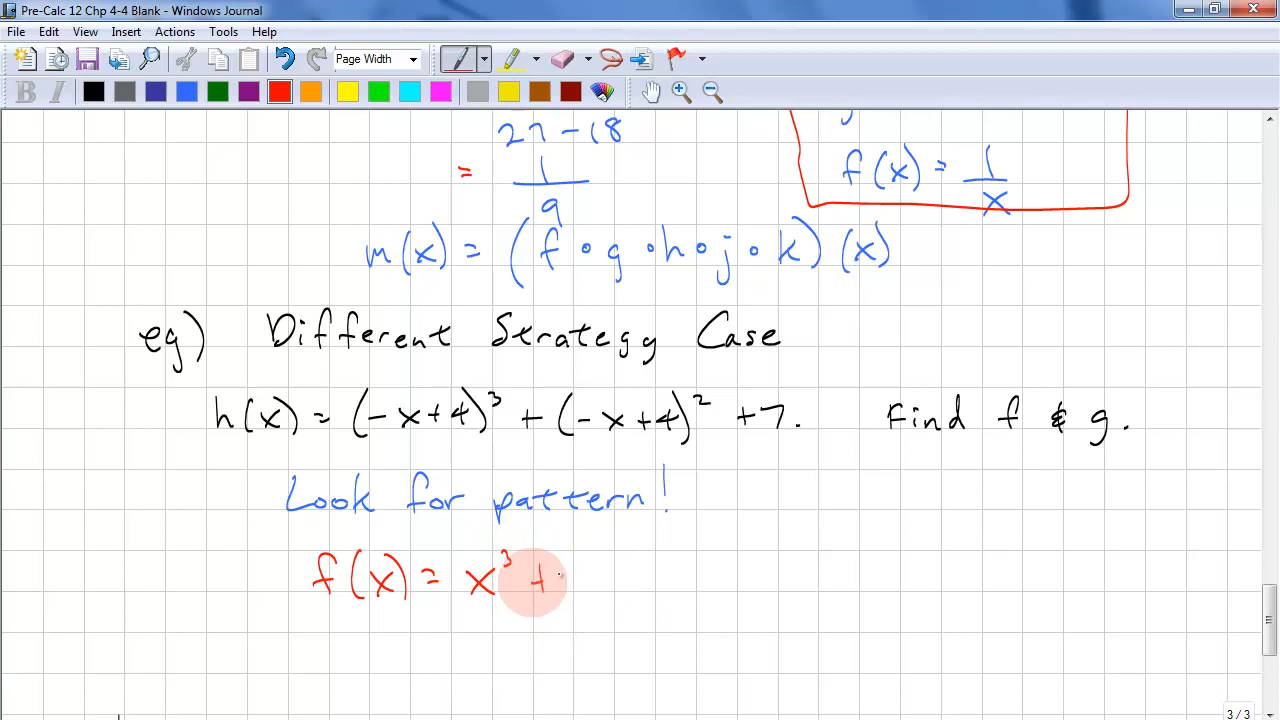 Pre-Calc 12 Chp 4-4 Blank - Windows Journal
File Edit View Insert Actions Tools Help
Page Width
B I
27 - 18
= 1
9
f(x) = 1
x
m(x) = (f∘g∘h∘j∘k)(x)
eg) Different Strategy Case
h(x) = (-x+4)³ + (-x+4)² + 7. Find f & g.
Look for pattern!
f(x) = x³ +
3 / 3